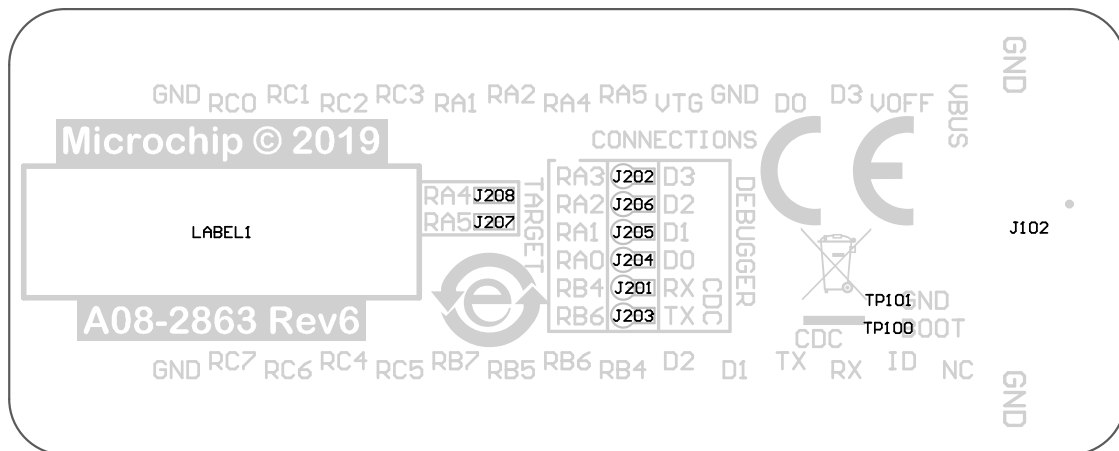 GND
GND RC0 RC1 RC2 RC3 RA1 RA2 RA4 RA5 VTG GND D0 D3 VOFF VBUS
Microchip © 2019
CONNECTIONS
LABEL1
RA4 J208
RA5 J207
TARGET
RA3 J202 D3
RA2 J206 D2
RA1 J205 D1
RA0 J204 D0
RB4 J201 RX
RB6 J203 TX
CDC
DEBUGGER
CE
J102
e
TP101 GND
TP100 BOOT
CDC
A08-2863 Rev6
GND RC7 RC6 RC4 RC5 RB7 RB5 RB6 RB4 D2 D1 TX RX ID NC
GND